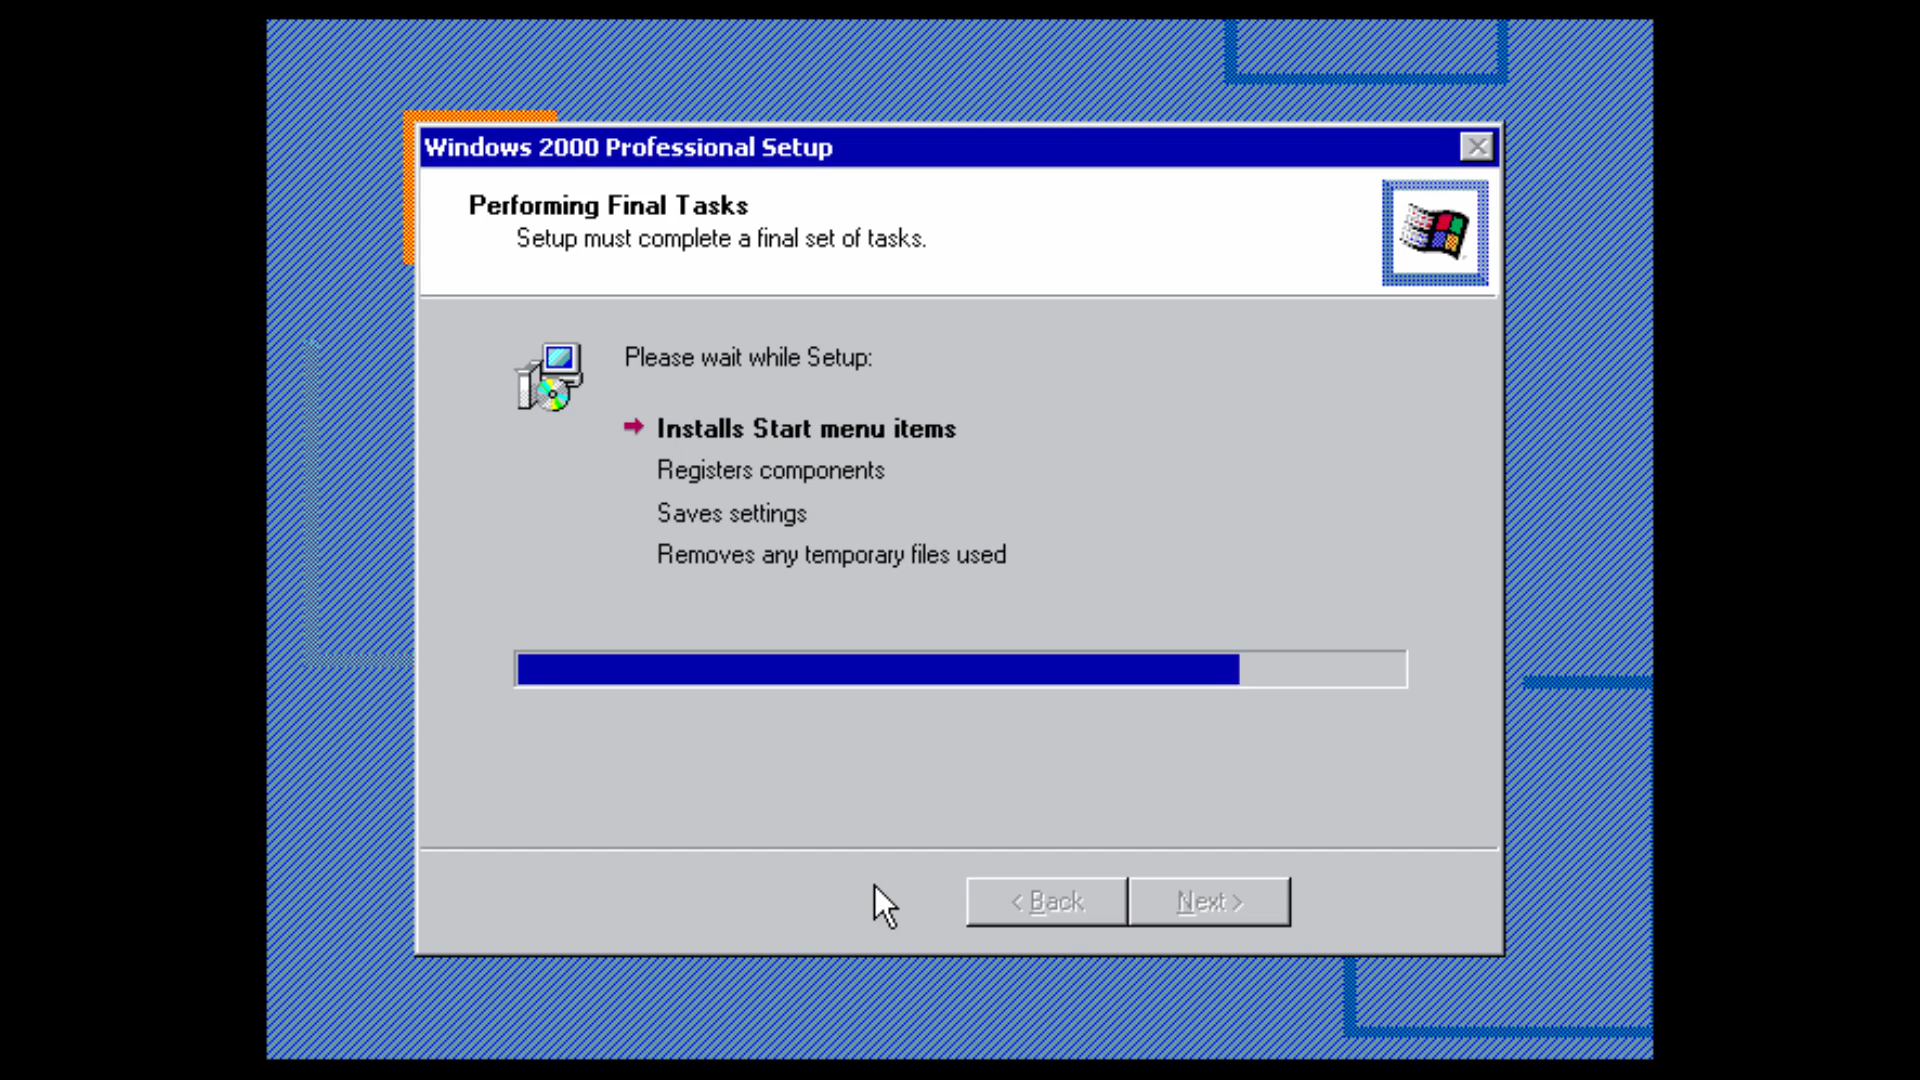 Windows 2000 Professional Setup
Performing Final Tasks
Setup must complete a final set of tasks.
Please wait while Setup:
Installs Start menu items
Registers components
Saves settings
Removes any temporary files used
< Back
Next >